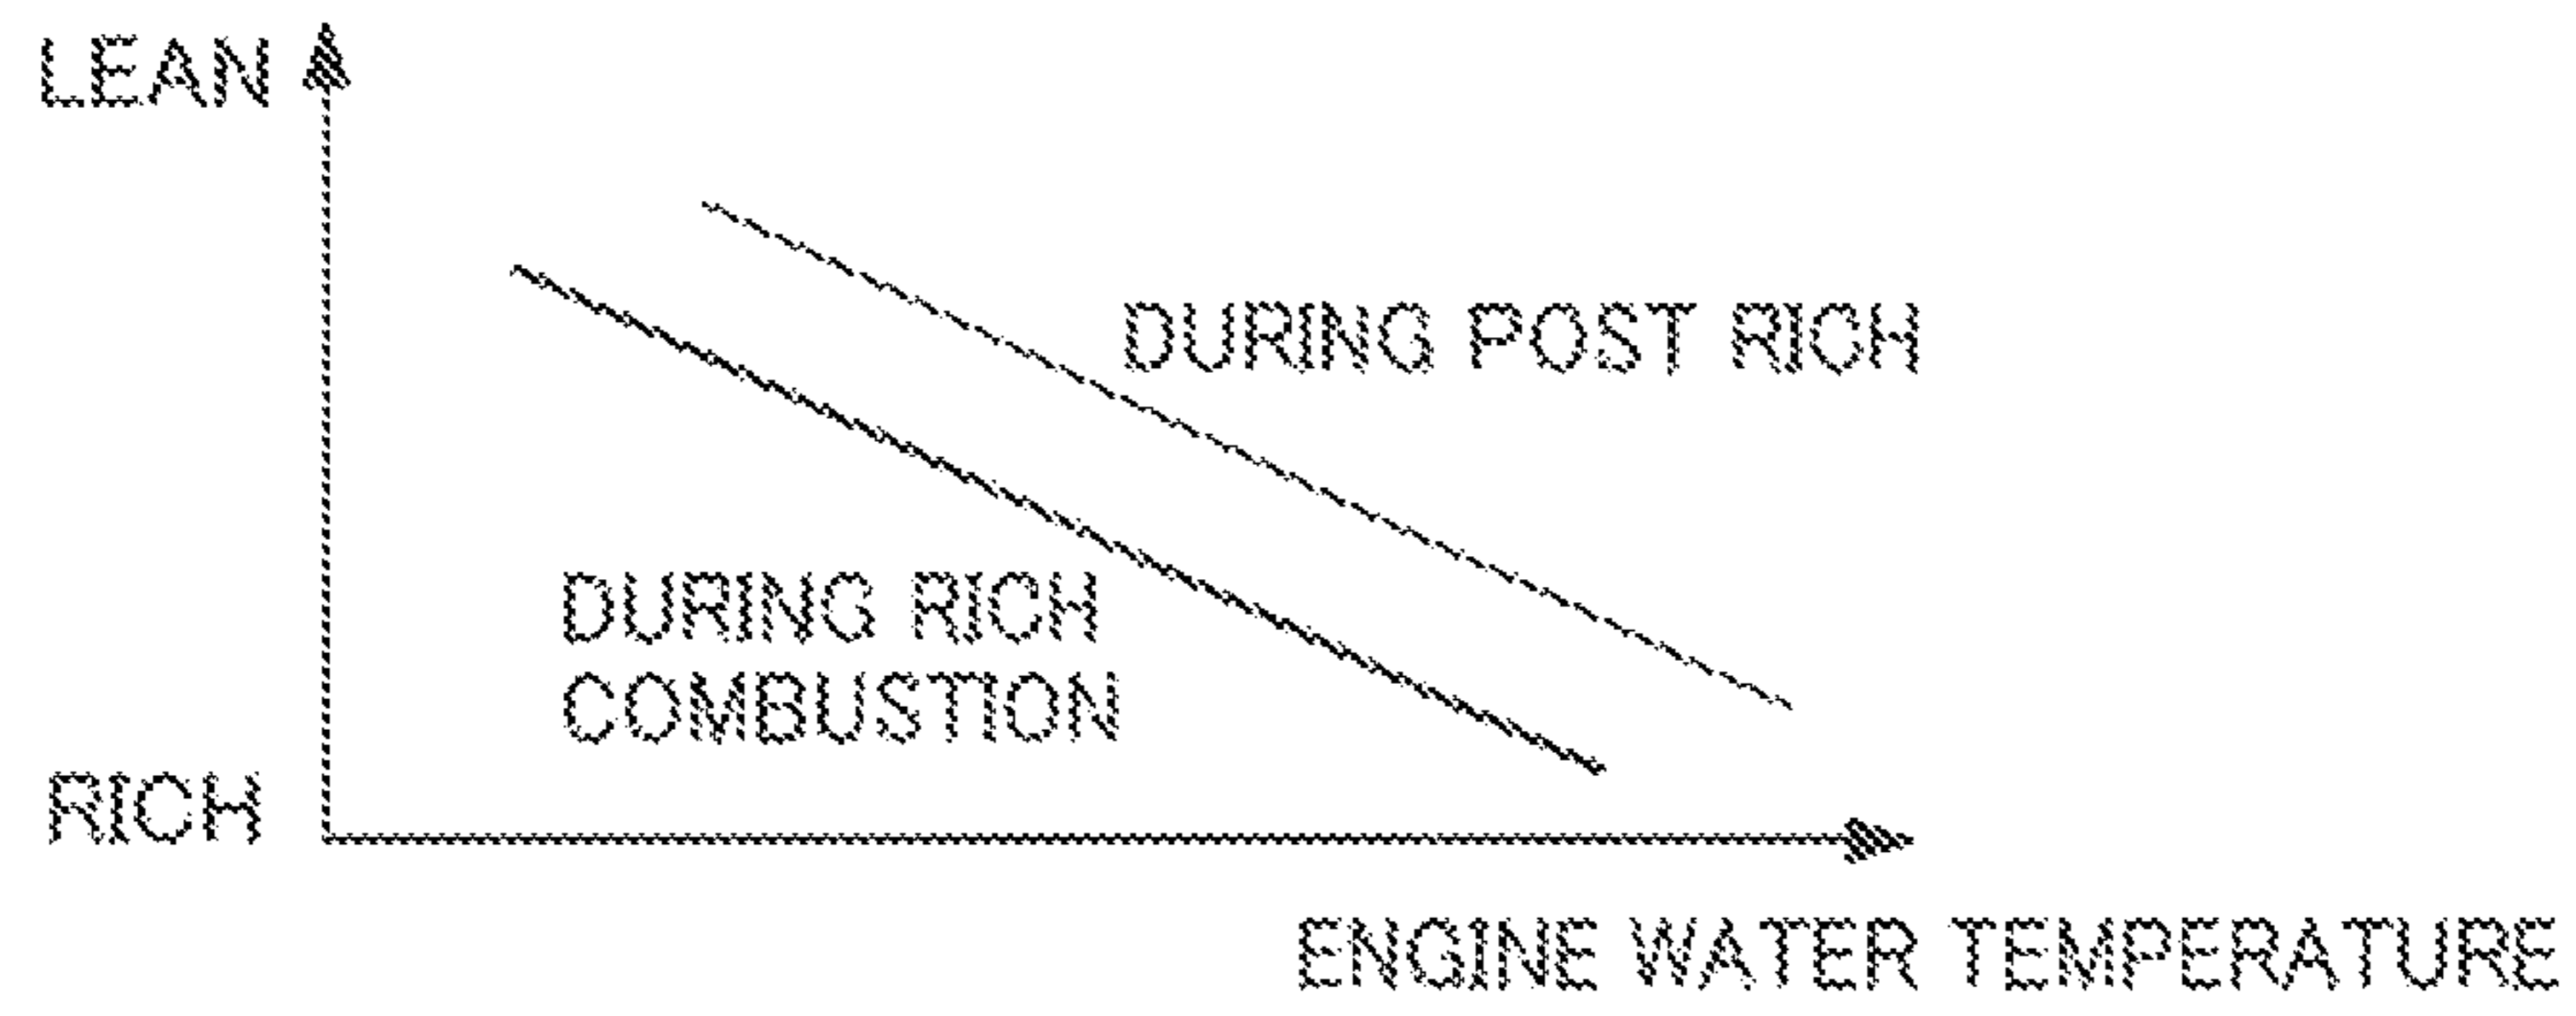 LEAN
DURING POST RICH
DURING RICH
COMBUSTION
RICH
ENGINE WATER TEMPERATURE